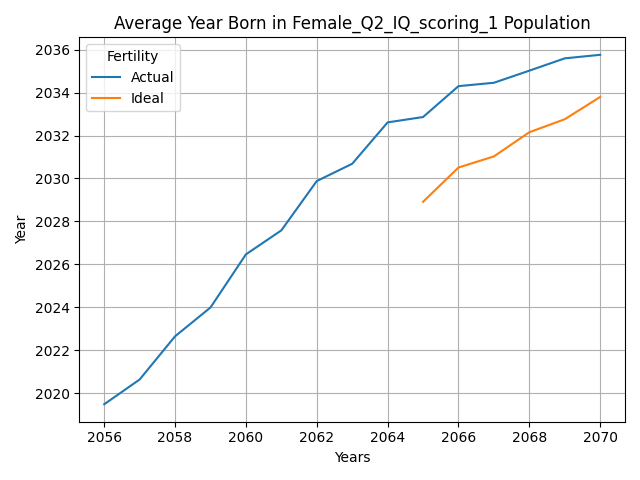 Average Year Born in Female_Q2_IQ_scoring_1 Population
Fertility
Actual
Ideal
2036
2034
2032
2030
2028
2026
2024
2022
2020
Year
2056 2058 2060 2062 2064 2066 2068 2070
Years